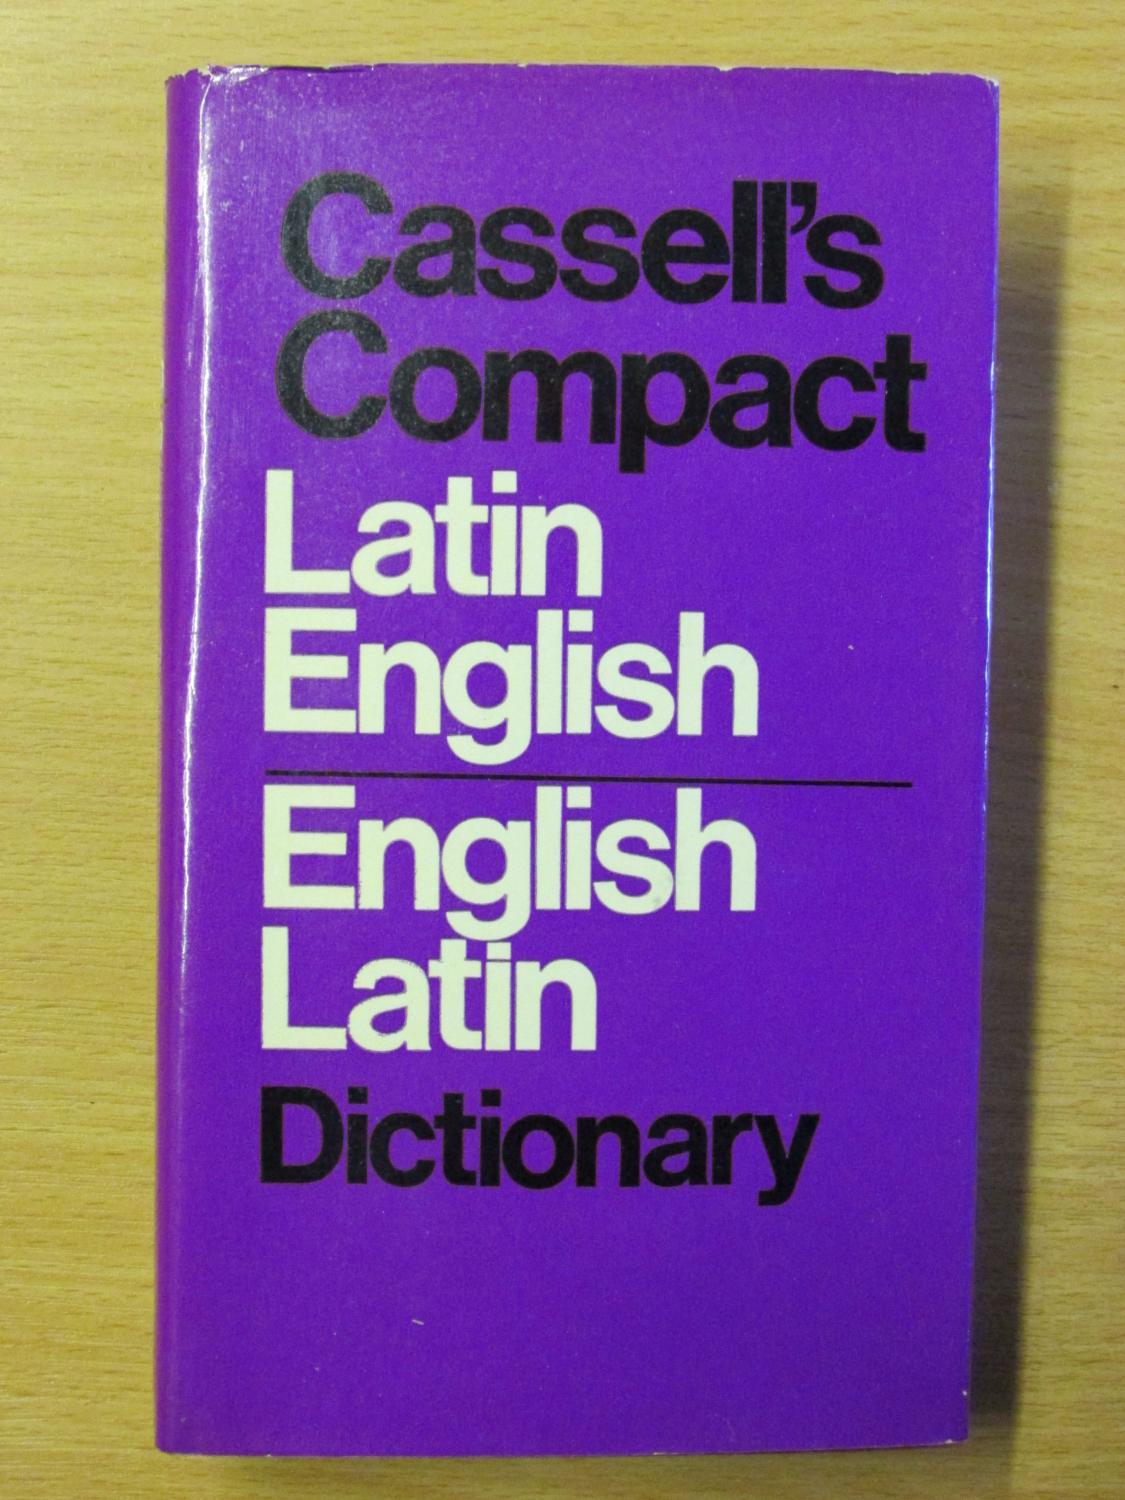 Cassell's
Compact
Latin
English
English
Latin
Dictionary